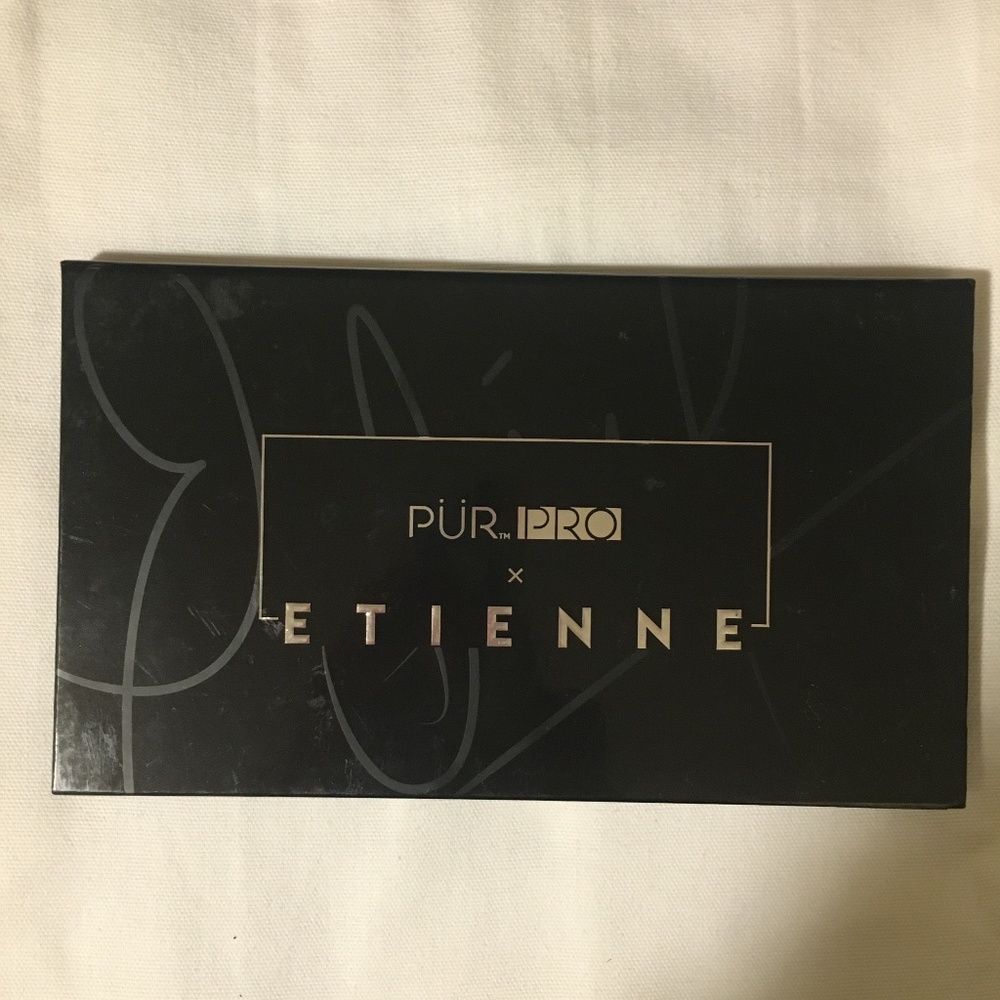 PÜR™ PRO
×
ETIENNE